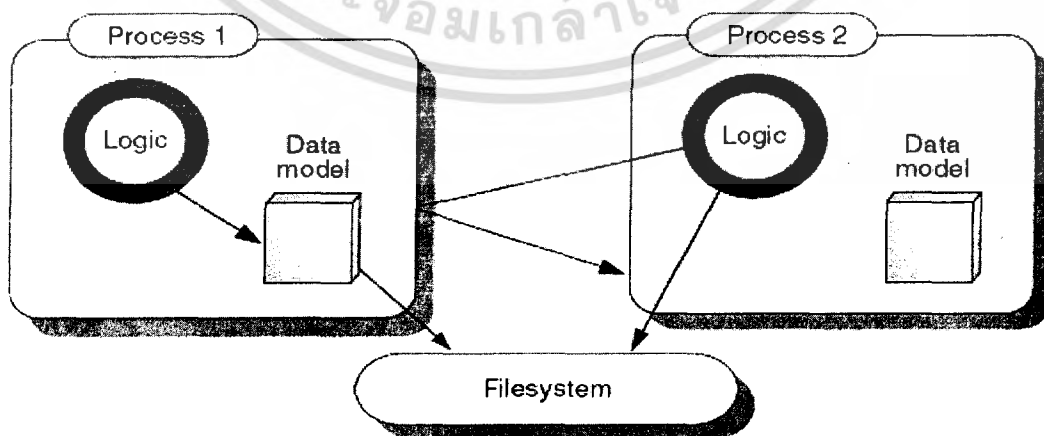 Process 1
Process 2
Logic
Data
model
Logic
Data
model
Filesystem